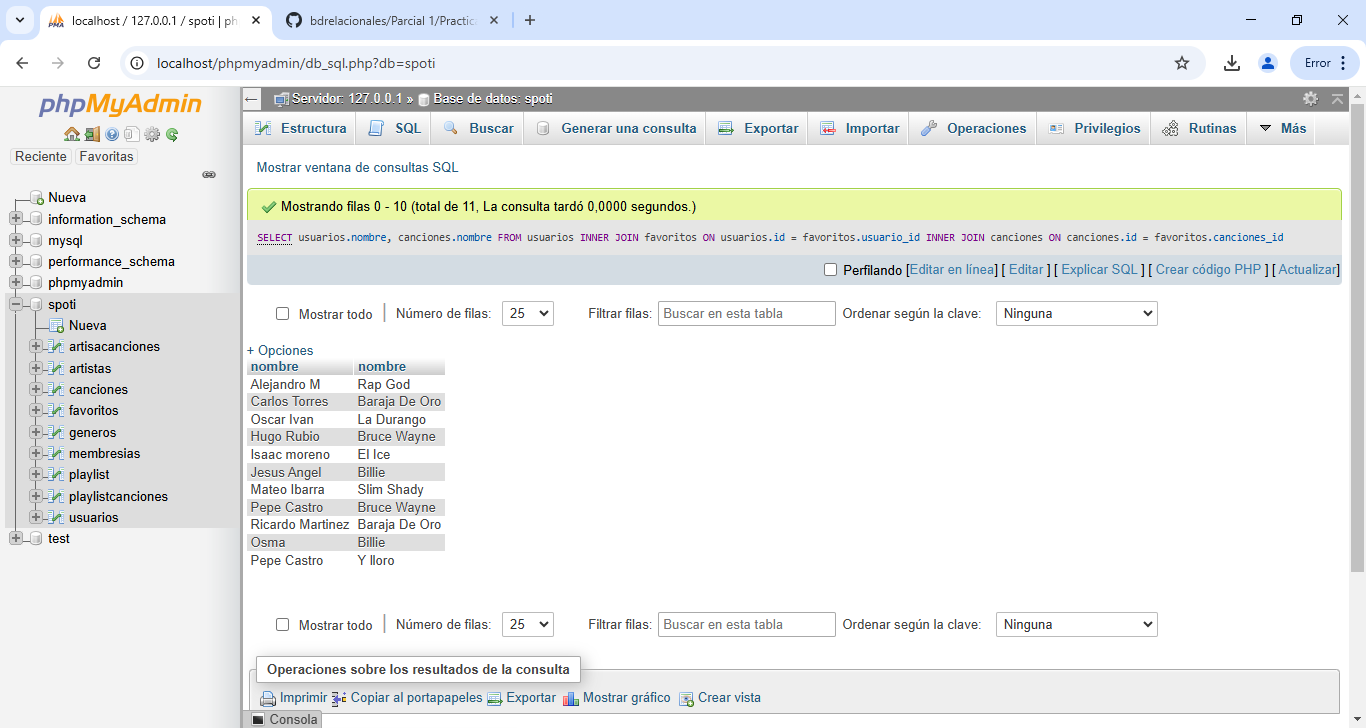 localhost / 127.0.0.1 / spoti | ph
bdrelacionales/Parcial 1/Practica
localhost/phpmyadmin/db_sql.php?db=spoti
Error
phpMyAdmin
Reciente Favoritas
Nueva
information_schema
mysql
performance_schema
phpmyadmin
spoti
Nueva
artisacanciones
artistas
canciones
favoritos
generos
membresias
playlist
playlistcanciones
usuarios
test
Servidor: 127.0.0.1 » Base de datos: spoti
Estructura SQL Buscar Generar una consulta Exportar Importar Operaciones Privilegios Rutinas Más
Mostrar ventana de consultas SQL
Mostrando filas 0 - 10 (total de 11, La consulta tardó 0,0000 segundos.)
SELECT usuarios.nombre, canciones.nombre FROM usuarios INNER JOIN favoritos ON usuarios.id = favoritos.usuario_id INNER JOIN canciones ON canciones.id = favoritos.canciones_id
Perfilando [Editar en línea] [ Editar ] [ Explicar SQL ] [ Crear código PHP ] [ Actualizar]
Mostrar todo | Número de filas: 25 Filtrar filas: Buscar en esta tabla Ordenar según la clave: Ninguna
+ Opciones
nombre nombre
Alejandro M Rap God
Carlos Torres Baraja De Oro
Oscar Ivan La Durango
Hugo Rubio Bruce Wayne
Isaac moreno El Ice
Jesus Angel Billie
Mateo Ibarra Slim Shady
Pepe Castro Bruce Wayne
Ricardo Martinez Baraja De Oro
Osma Billie
Pepe Castro Y lloro
Mostrar todo | Número de filas: 25 Filtrar filas: Buscar en esta tabla Ordenar según la clave: Ninguna
Operaciones sobre los resultados de la consulta
Imprimir Copiar al portapapeles Exportar Mostrar gráfico Crear vista
Consola